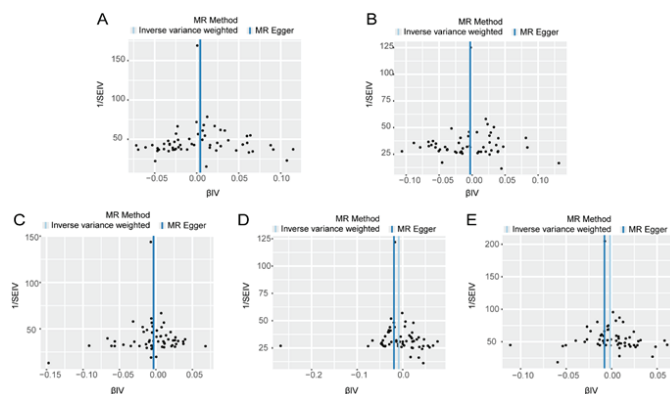 A
MR Method
Inverse variance weighted MR Egger
150
100
50
1/SEIV
−0.05 0.00 0.05 0.10
βIV
B
MR Method
Inverse variance weighted MR Egger
125
100
75
50
25
1/SEIV
−0.10 −0.05 0.00 0.05 0.10
βIV
C
MR Method
Inverse variance weighted MR Egger
150
100
50
1/SEIV
−0.15 −0.10 −0.05 0.00 0.05
βIV
D
MR Method
Inverse variance weighted MR Egger
125
100
75
50
25
1/SEIV
−0.2 −0.1 0.0
βIV
E
MR Method
Inverse variance weighted MR Egger
200
150
100
50
1/SEIV
−0.10 −0.05 0.00 0.05
βIV